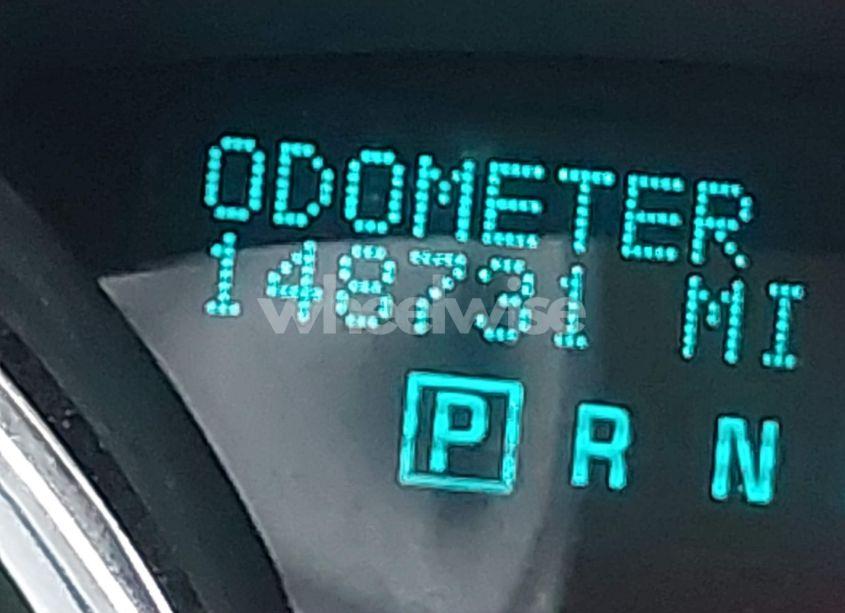 ODOMETER
148731 MI
wheelwise
P R N